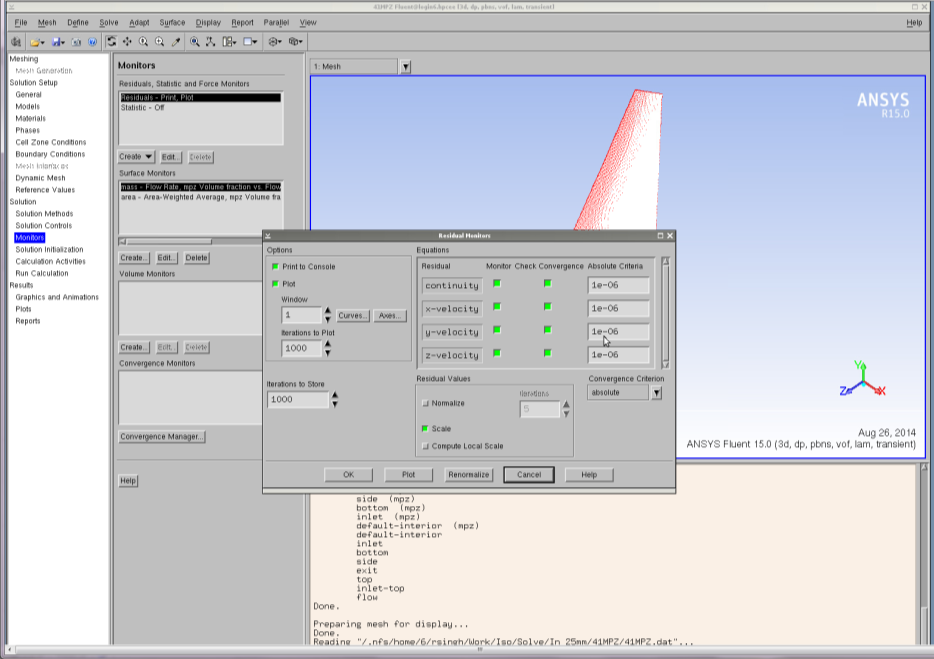 41MPZ Fluent@login4.hpcns [3d, dp, pbns, vof, lam, transient]
File Mesh Define Solve Adapt Surface Display Report Parallel View Help
Meshing
Mesh Generation
Solution Setup
General
Models
Materials
Phases
Cell Zone Conditions
Boundary Conditions
Mesh Interfaces
Dynamic Mesh
Reference Values
Solution
Solution Methods
Solution Controls
Monitors
Solution Initialization
Calculation Activities
Run Calculation
Results
Graphics and Animations
Plots
Reports
Monitors
Residuals, Statistic and Force Monitors
Residuals - Print, Plot
Statistic - Off
Create Edit... Delete
Surface Monitors
mass - Flow Rate, mpz Volume fraction vs. Flow
area - Area-Weighted Average, mpz Volume fra
Create... Edit... Delete
Volume Monitors
Create... Edit... Delete
Convergence Monitors
Convergence Manager...
Help
1: Mesh
ANSYS
R15.0
Residual Monitors
Options
Print to Console
Plot
Window
1 Curves... Axes...
Iterations to Plot
1000
Iterations to Store
1000
Equations
Residual Monitor Check Convergence Absolute Criteria
continuity 1e-06
x-velocity 1e-06
y-velocity 1e-06
z-velocity 1e-06
Residual Values
Normalize
Iterations
5
Scale
Compute Local Scale
Convergence Criterion
absolute
OK Plot Renormalize Cancel Help
Y
Z X
Aug 26, 2014
ANSYS Fluent 15.0 (3d, dp, pbns, vof, lam, transient)
side (mpz)
bottom (mpz)
inlet (mpz)
default-interior (mpz)
default-interior
inlet
bottom
side
exit
top
inlet-top
flow
Done.
Preparing mesh for display...
Done.
Reading "/.nfs/home/6/rsingh/Work/Iso/Solve/In 25mm/41MPZ/41MPZ.dat"...